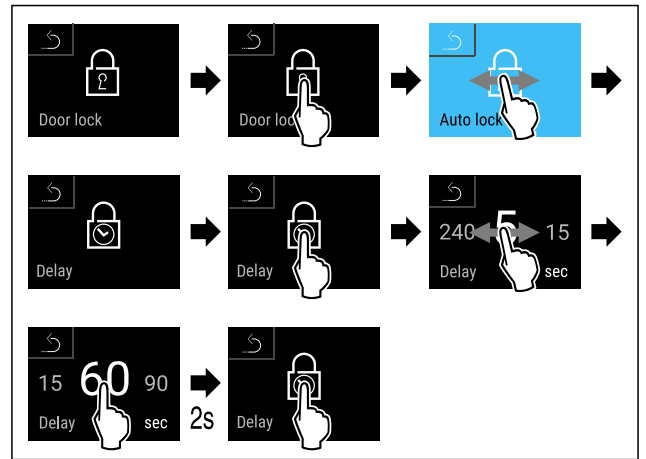 Door lock
Door loc
Auto lock
Delay
Delay
240 5 15
Delay sec
15 60 90
Delay sec
2s
Delay